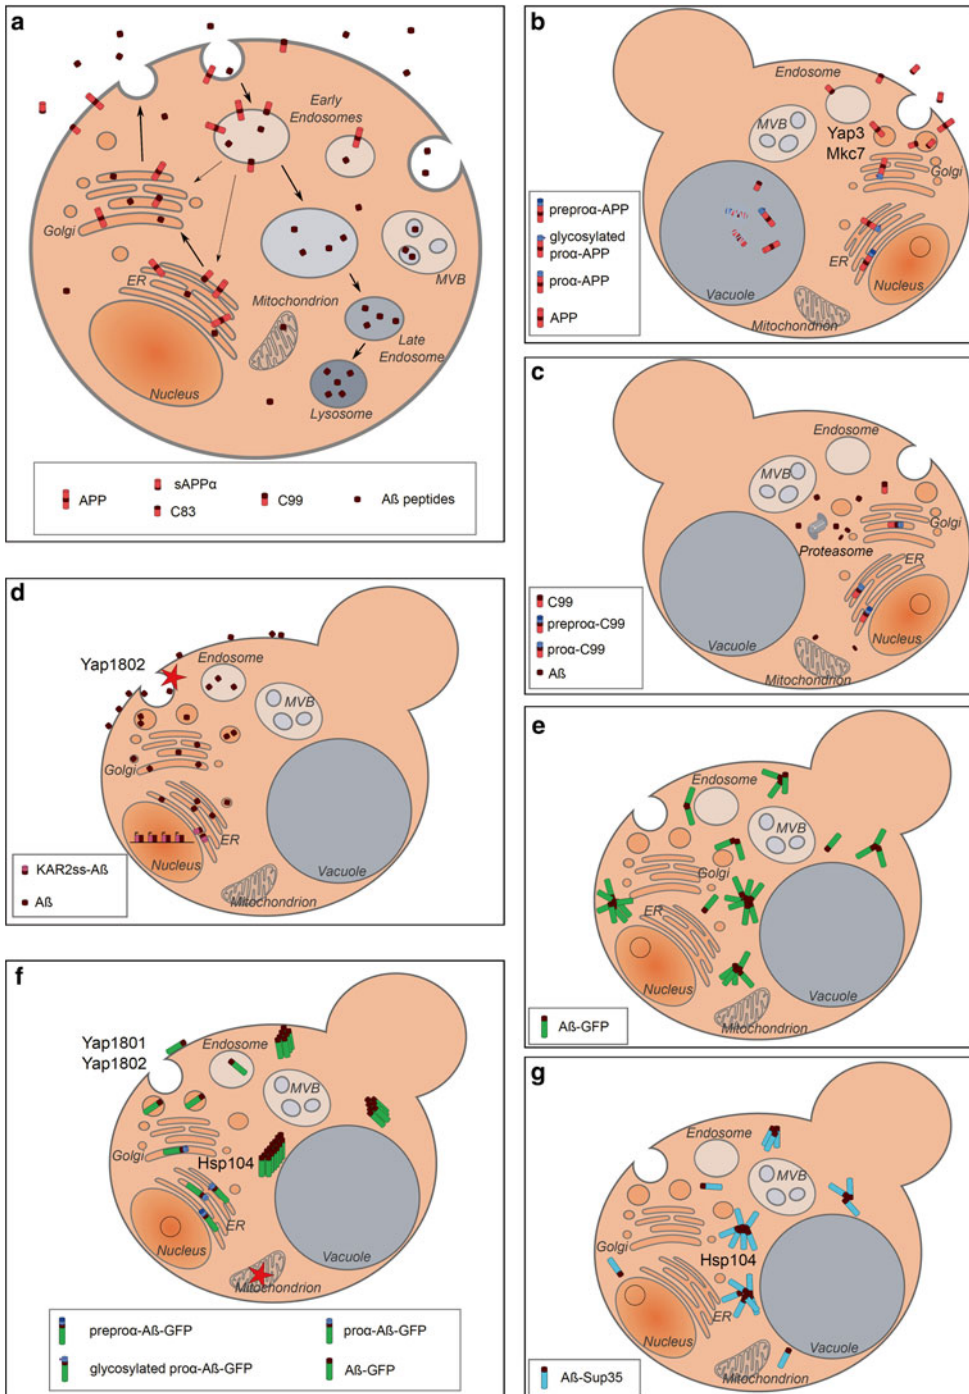 a
Early
Endosomes
Golgi
ER
MVB
Mitochondrion
Late
Endosome
Nucleus
Lysosome
APP
sAPPα
C83
C99
Aß peptides
b
Endosome
MVB
Yap3
Mkc7
Golgi
ER
Vacuole
Nucleus
Mitochondrion
preproα-APP
glycosylated
proα-APP
proα-APP
APP
c
Endosome
MVB
Golgi
Proteasome
ER
Vacuole
Nucleus
Mitochondrion
C99
preproα-C99
proα-C99
Aß
d
Yap1802
Endosome
MVB
Golgi
ER
Nucleus
Vacuole
Mitochondrion
KAR2ss-Aß
Aß
e
Endosome
MVB
Golgi
ER
Nucleus
Vacuole
Mitochondrion
Aß-GFP
f
Yap1801
Yap1802
Endosome
MVB
Golgi
Hsp104
ER
Nucleus
Vacuole
Mitochondrion
preproα-Aß-GFP
proα-Aß-GFP
glycosylated proα-Aß-GFP
Aß-GFP
g
Endosome
MVB
Golgi
Hsp104
ER
Nucleus
Vacuole
Mitochondrion
Aß-Sup35